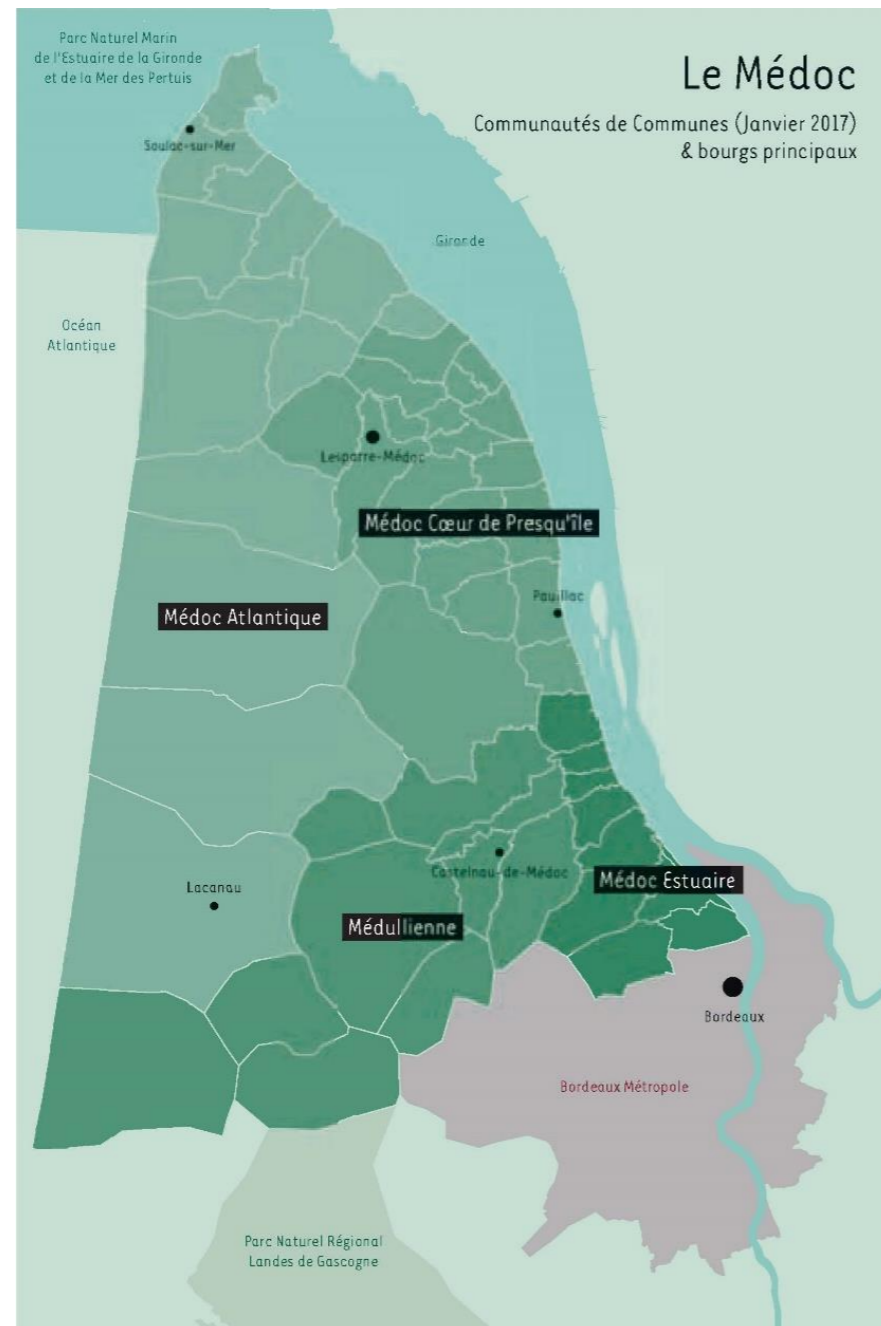 Parc Naturel Marin
de l'Estuaire de la Gironde
et de la Mer des Pertuis
Le Médoc
Communautés de Communes (Janvier 2017)
& bourgs principaux
Soulac-sur-Mer
Gironde
Océan
Atlantique
Lesparre-Médoc
Médoc Cœur de Presqu'île
Pauillac
Médoc Atlantique
Castelnau-de-Médoc
Médoc Estuaire
Lacanau
Médullienne
Bordeaux
Bordeaux Métropole
Parc Naturel Régional
Landes de Gascogne